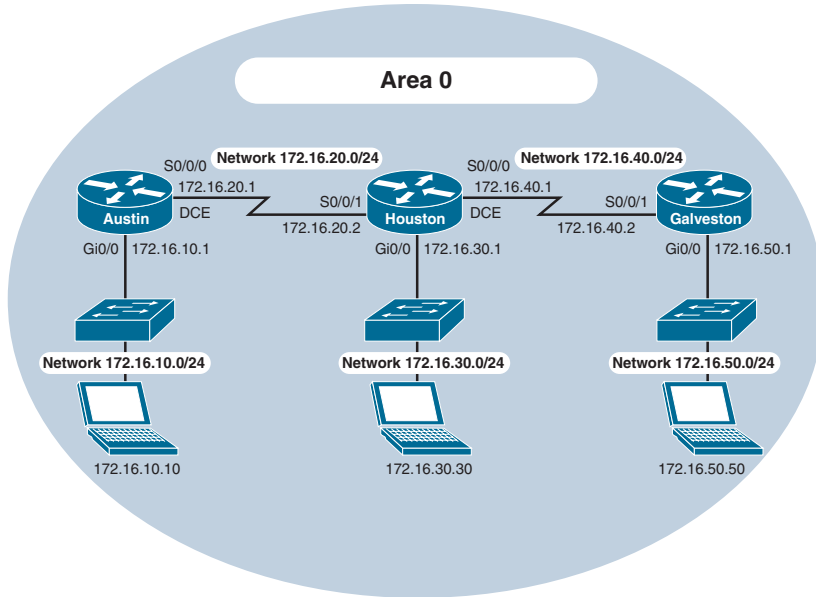 Area 0
Network 172.16.20.0/24
Network 172.16.40.0/24
S0/0/0
S0/0/0
172.16.20.1
S0/0/1
172.16.40.1
S0/0/1
Austin
DCE
Houston
DCE
Galveston
172.16.20.2
172.16.40.2
Gi0/0
172.16.10.1
Gi0/0
172.16.30.1
Gi0/0
172.16.50.1
Network 172.16.10.0/24
Network 172.16.30.0/24
Network 172.16.50.0/24
172.16.10.10
172.16.30.30
172.16.50.50